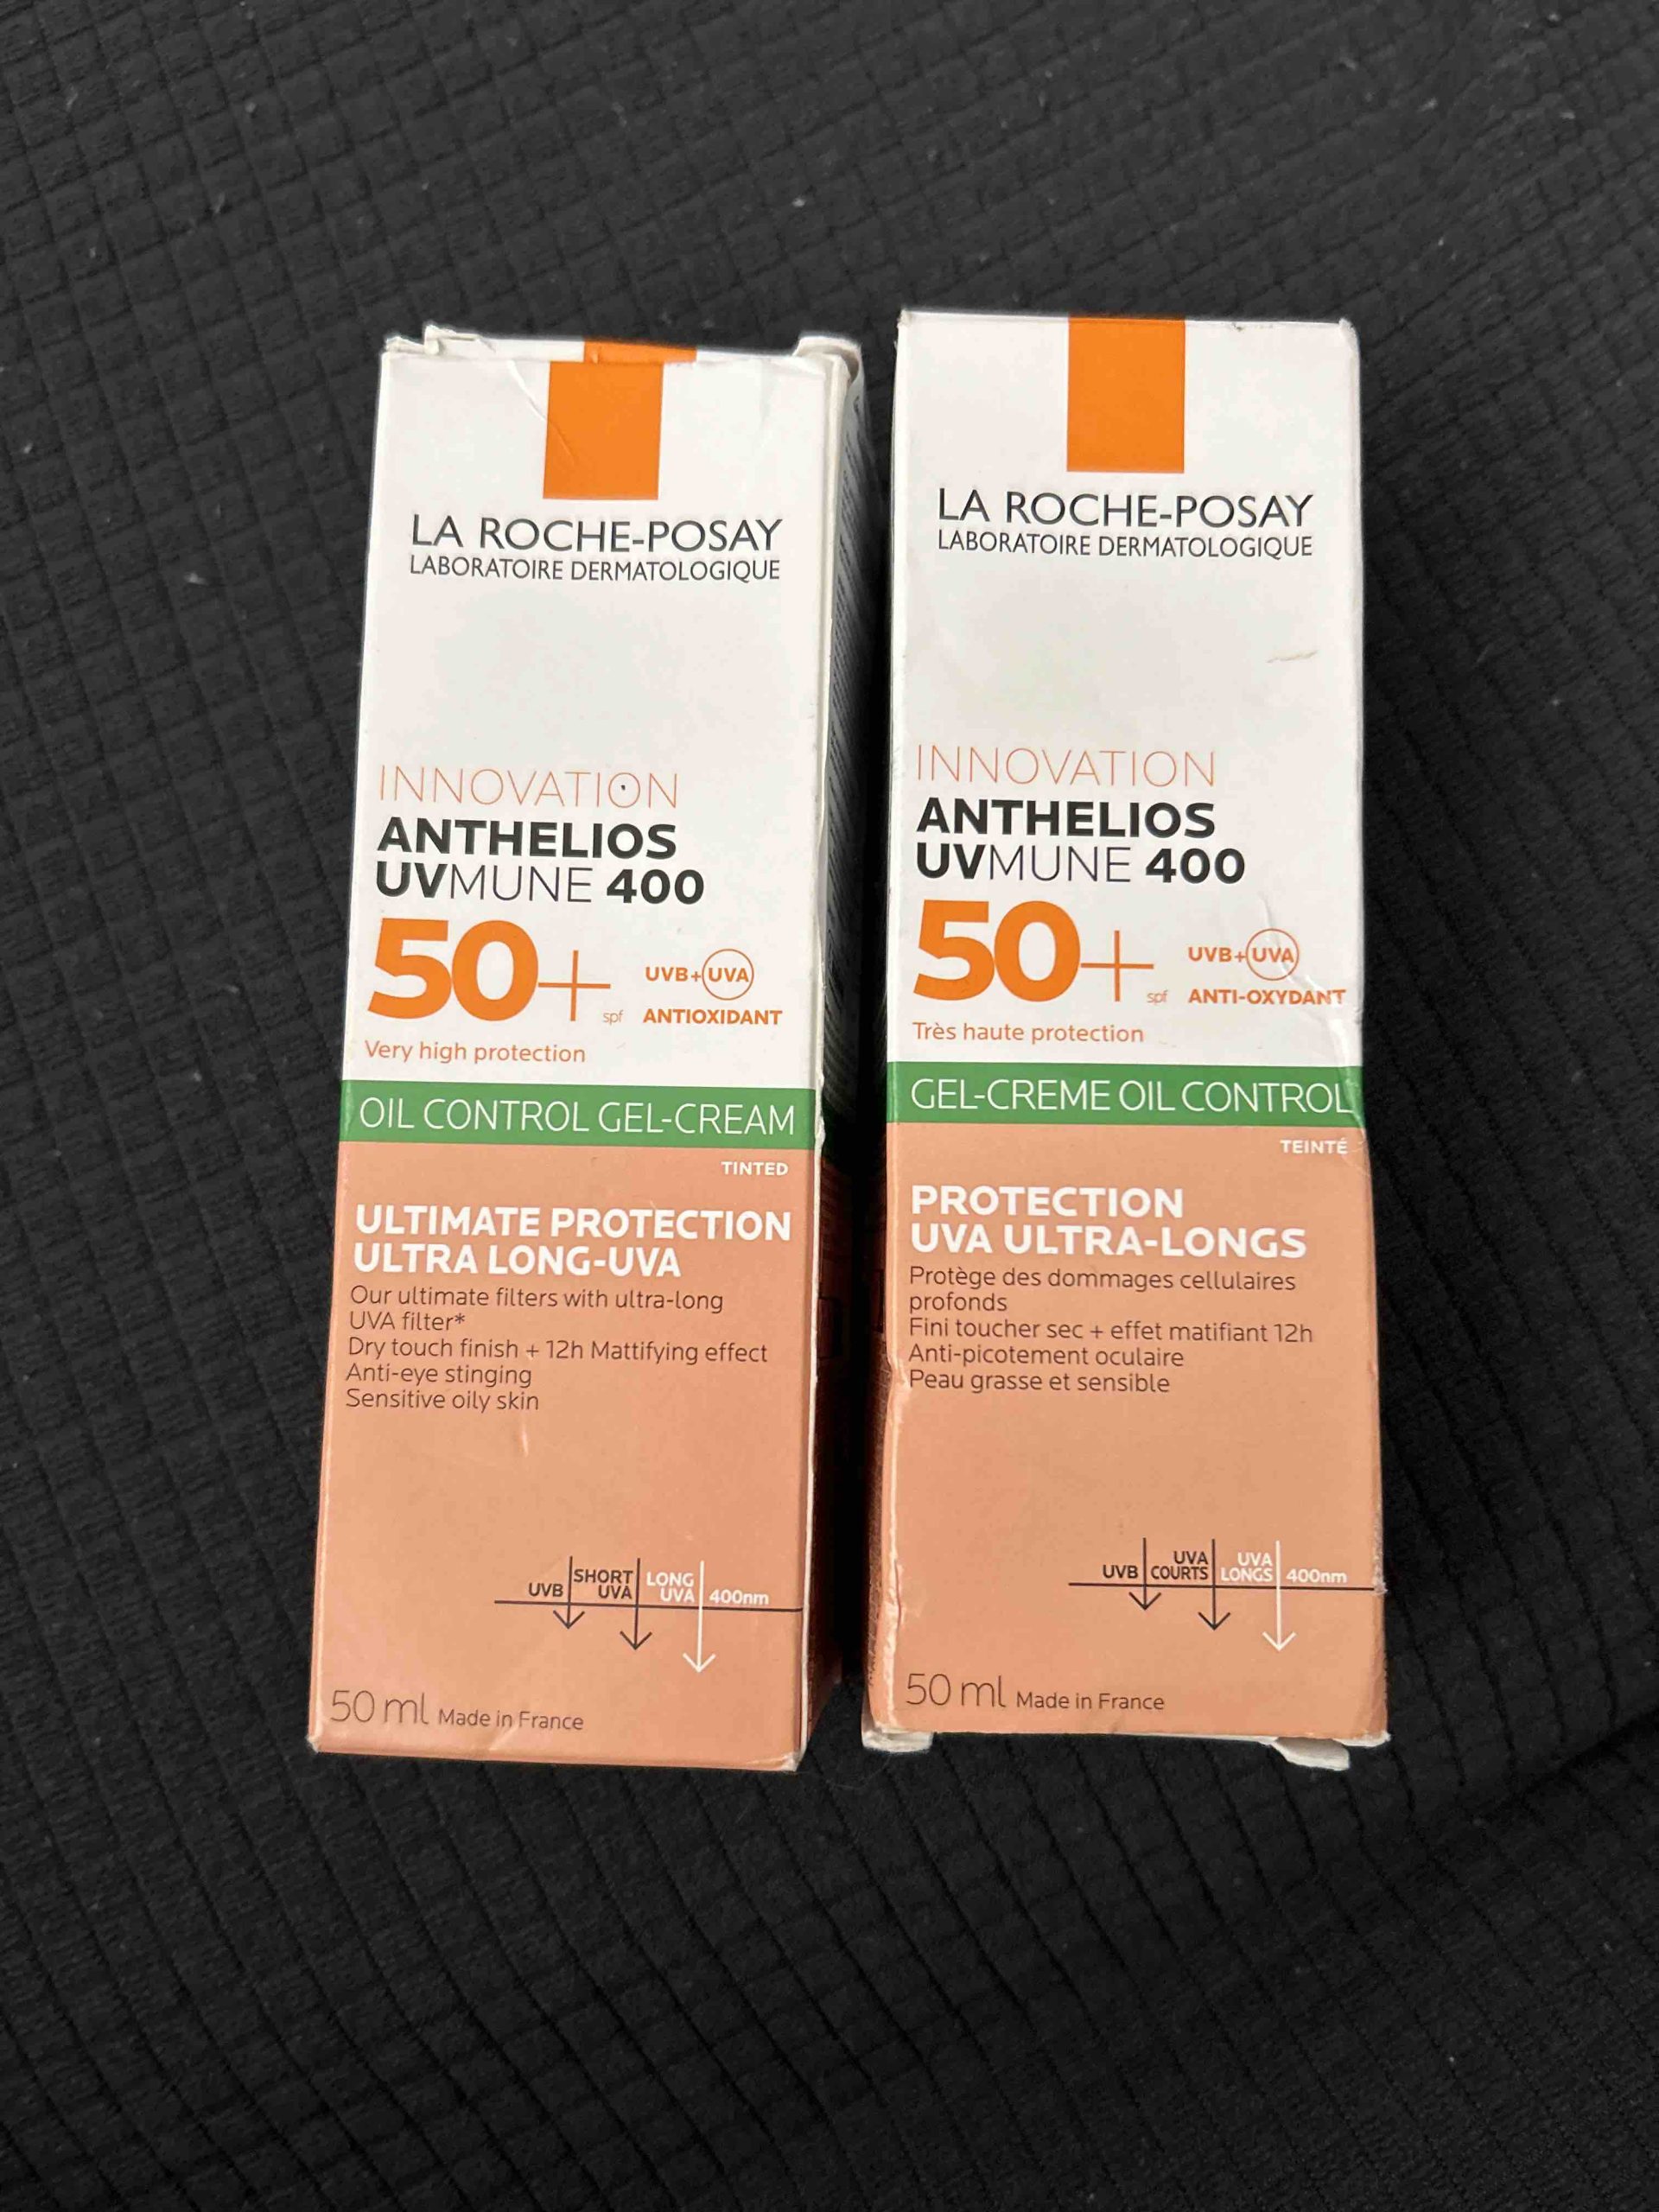 LA ROCHE-POSAY
LABORATOIRE DERMATOLOGIQUE
INNOVATION
ANTHELIOS
UVMUNE 400
50+ spf
UVB+UVA
ANTIOXIDANT
Very high protection
OIL CONTROL GEL-CREAM
TINTED
ULTIMATE PROTECTION
ULTRA LONG-UVA
Our ultimate filters with ultra-long
UVA filter*
Dry touch finish + 12h Mattifying effect
Anti-eye stinging
Sensitive oily skin
UVB
SHORT
UVA
LONG
UVA
400nm
50 ml Made in France
LA ROCHE-POSAY
LABORATOIRE DERMATOLOGIQUE
INNOVATION
ANTHELIOS
UVMUNE 400
50+ spf
UVB+UVA
ANTI-OXYDANT
Très haute protection
GEL-CREME OIL CONTROL
TEINTÉ
PROTECTION
UVA ULTRA-LONGS
Protège des dommages cellulaires
profonds
Fini toucher sec + effet matifiant 12h
Anti-picotement oculaire
Peau grasse et sensible
UVB
UVA
COURTS
UVA
LONGS
400nm
50 ml Made in France